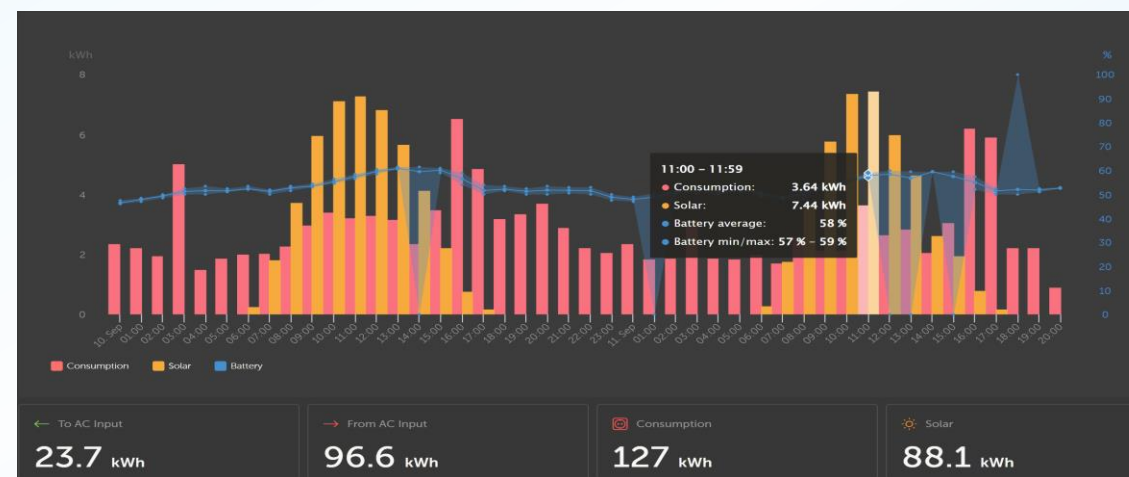 kWh
%
8
6
4
2
0
100
90
80
70
60
50
40
30
20
10
0
11:00 - 11:59
Consumption: 3.64 kWh
Solar: 7.44 kWh
Battery average: 58 %
Battery min/max: 57 % - 59 %
10. Sep 01:00 02:00 03:00 04:00 05:00 06:00 07:00 08:00 09:00 10:00 11:00 12:00 13:00 14:00 15:00 16:00 17:00 18:00 19:00 20:00 21:00 22:00 23:00 11. Sep 01:00 02:00 03:00 04:00 05:00 06:00 07:00 08:00 09:00 10:00 11:00 12:00 13:00 14:00 15:00 16:00 17:00 18:00 19:00 20:00
Consumption Solar Battery
To AC Input
23.7 kWh
From AC Input
96.6 kWh
Consumption
127 kWh
Solar
88.1 kWh